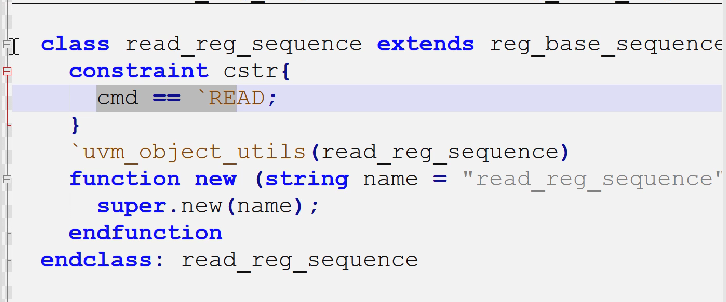 class read_reg_sequence extends reg_base_sequence
constraint cstr{
cmd == `READ;
}
`uvm_object_utils(read_reg_sequence)
function new (string name = "read_reg_sequence"
super.new(name);
endfunction
endclass: read_reg_sequence